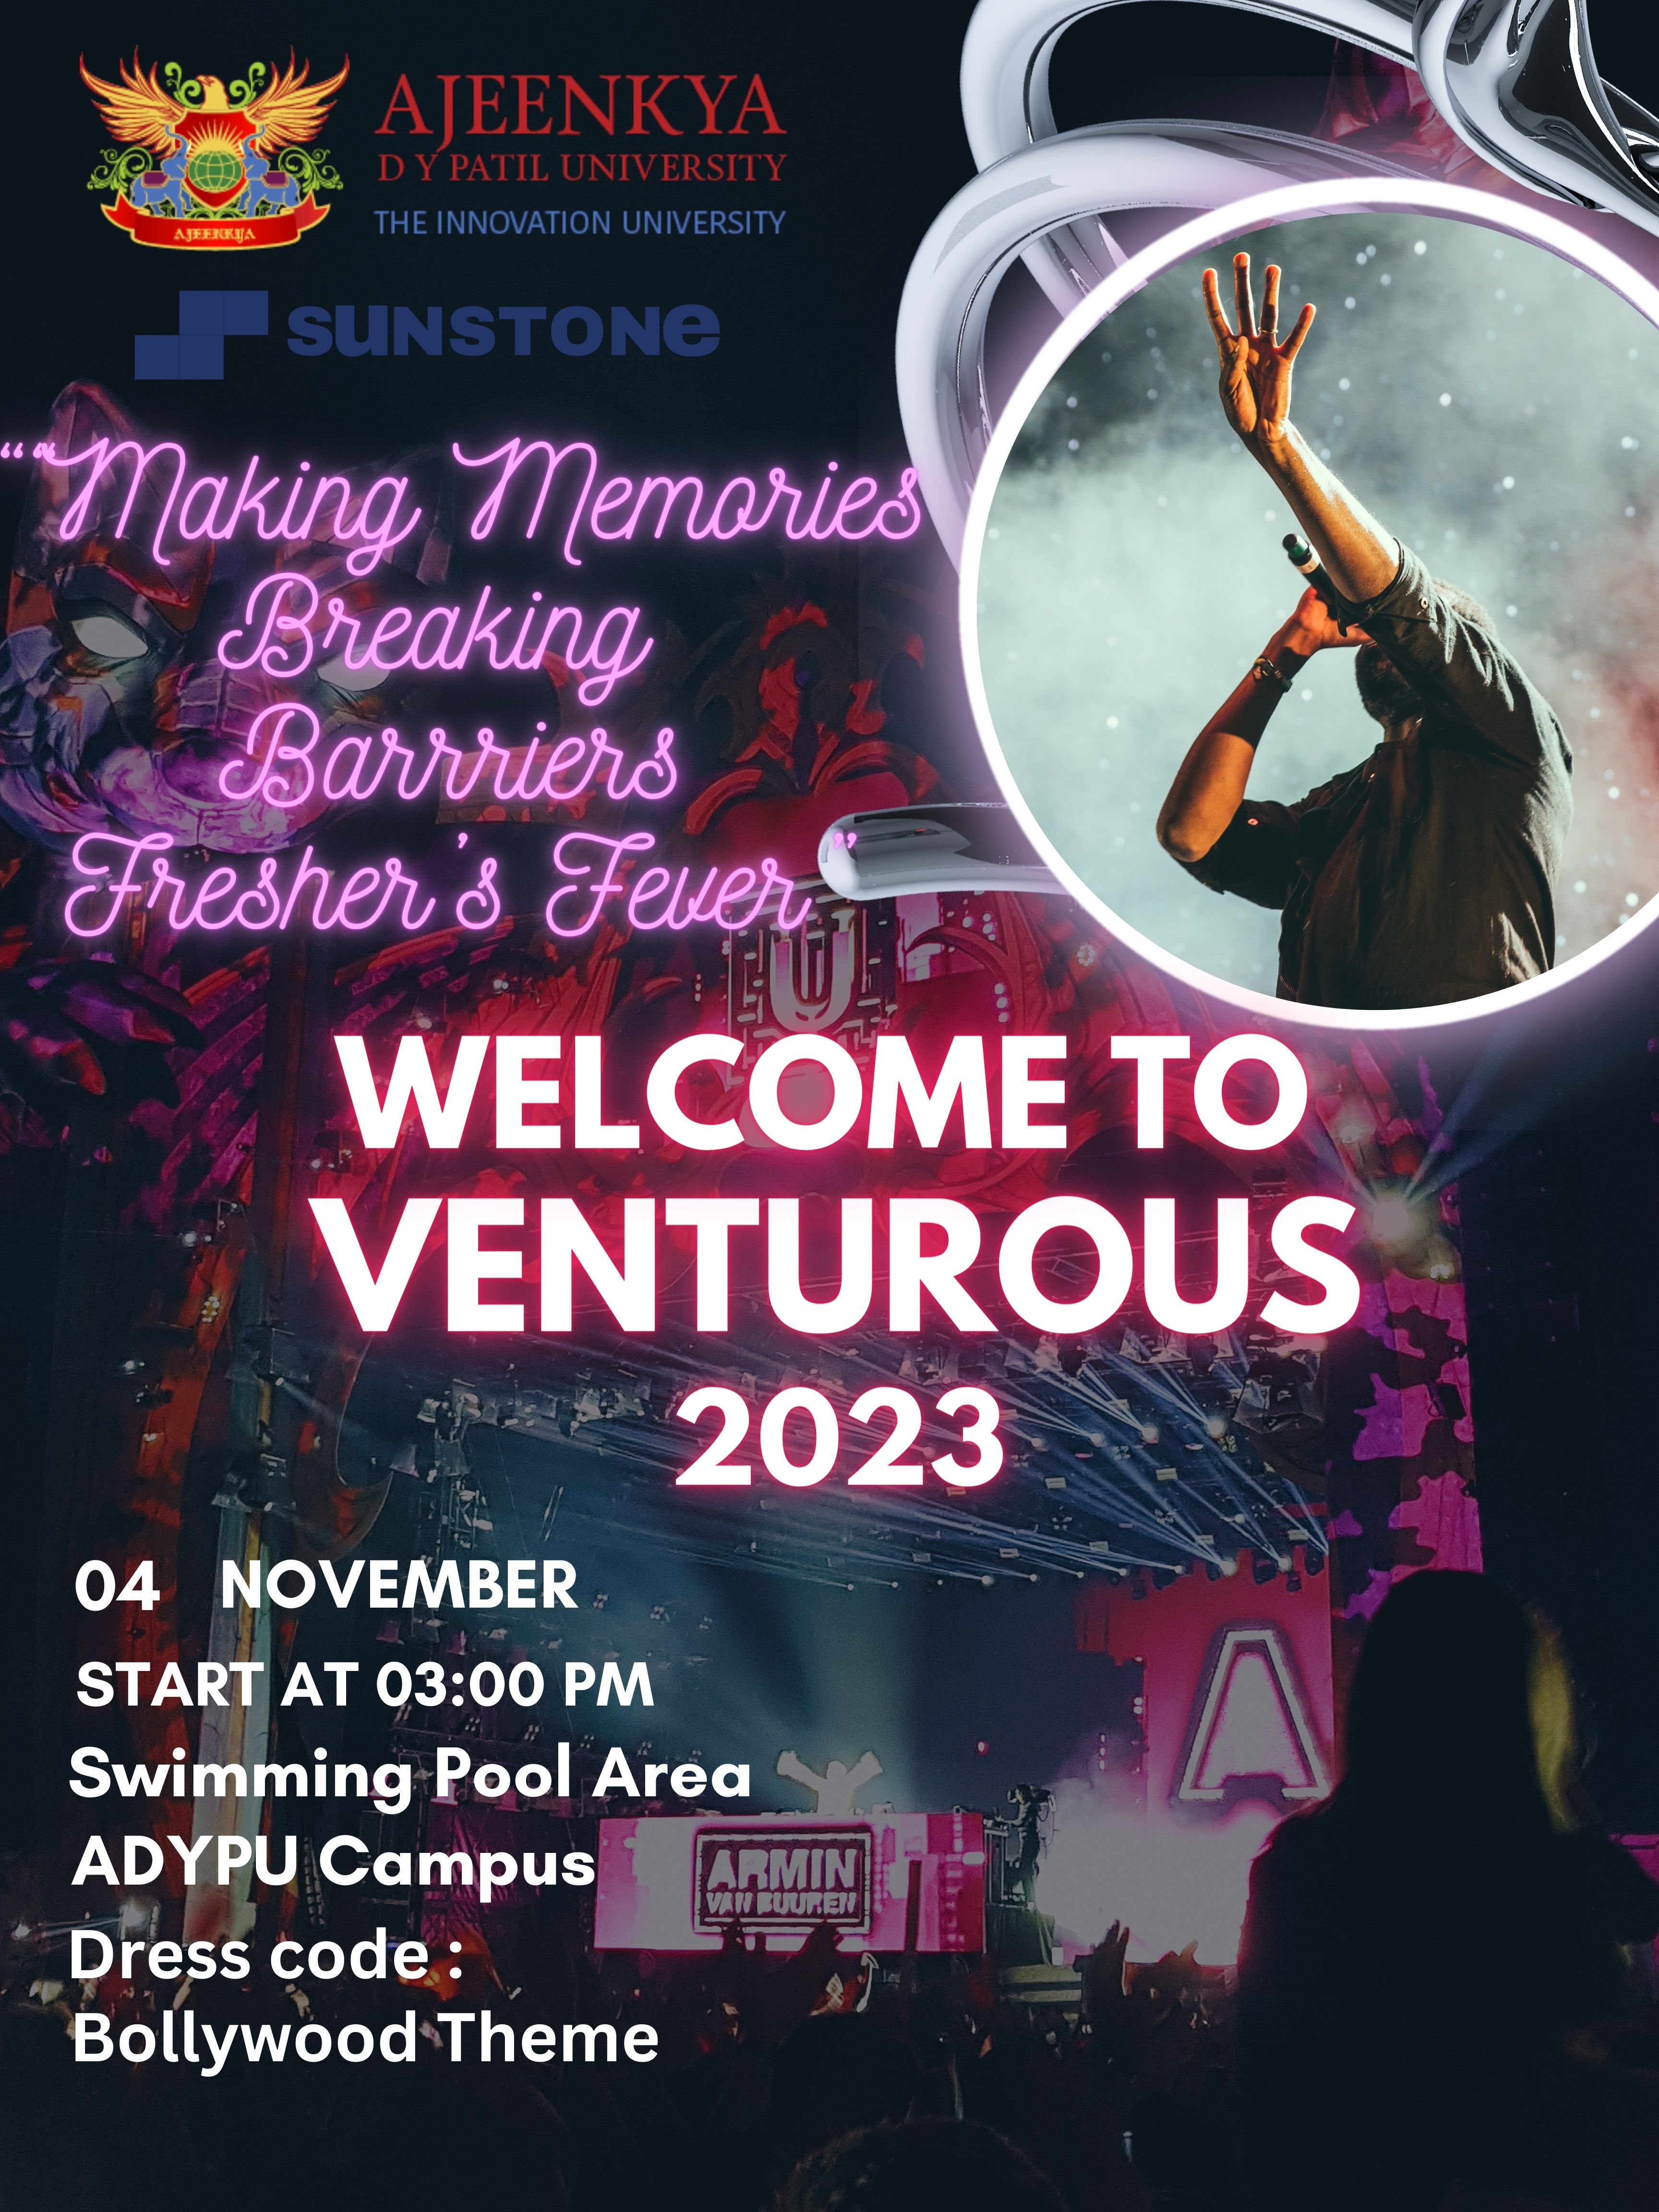 AJEENKYA
D Y PATIL UNIVERSITY
THE INNOVATION UNIVERSITY
AJEENKYA
SUNSTONe
““Making Memories
Breaking
Barrriers
Fresher's Fever”
U
WELCOME TO
VENTUROUS
2023
04 NOVEMBER
START AT 03:00 PM
Swimming Pool Area
ADYPU Campus
Dress code :
Bollywood Theme
A
ARMIN
VAN BUUREN